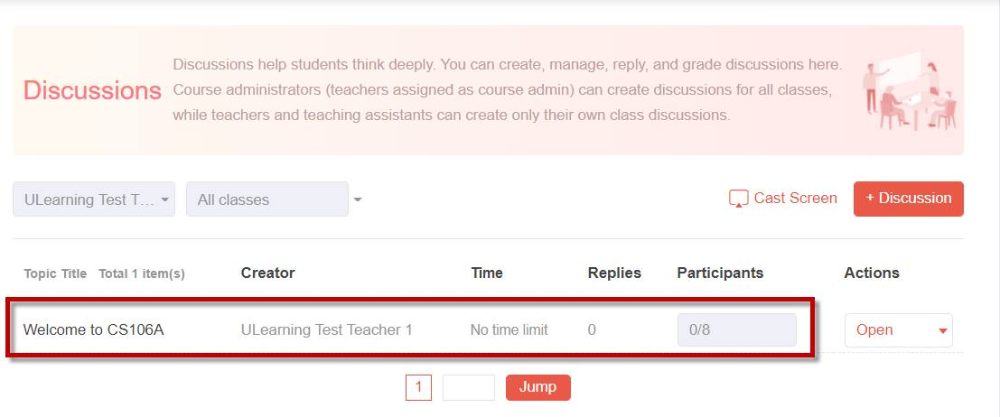 Discussions
Discussions help students think deeply. You can create, manage, reply, and grade discussions here.
Course administrators (teachers assigned as course admin) can create discussions for all classes,
while teachers and teaching assistants can create only their own class discussions.
ULearning Test T... All classes Cast Screen + Discussion
Topic Title Total 1 item(s) Creator Time Replies Participants Actions
Welcome to CS106A ULearning Test Teacher 1 No time limit 0 0/8 Open
1 Jump